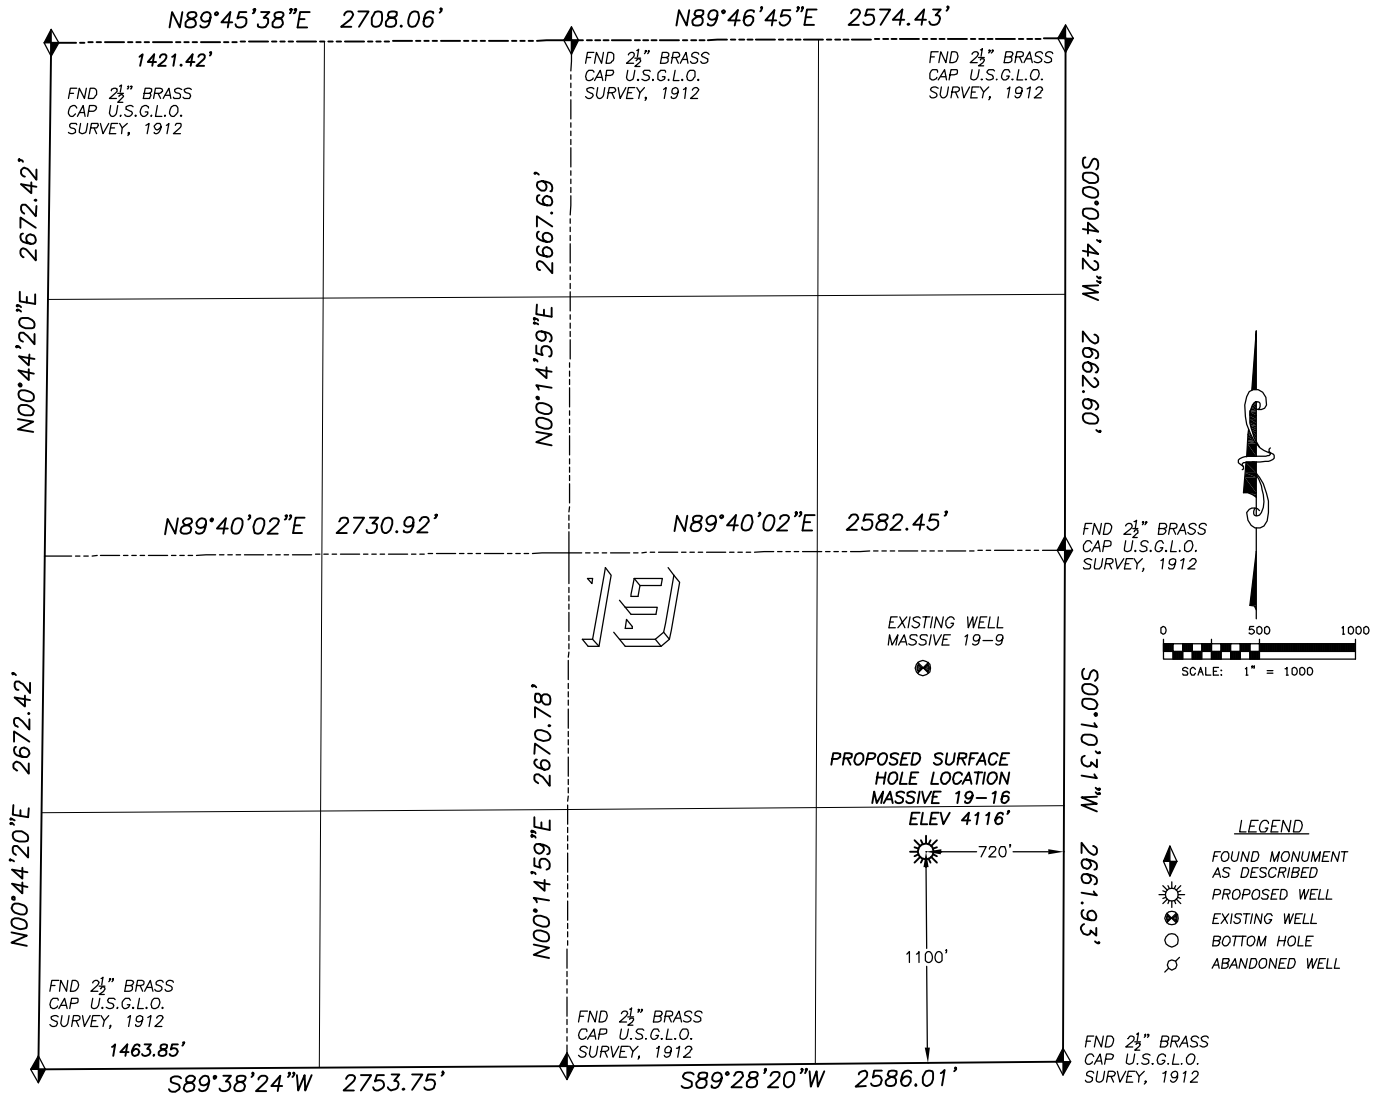 N89°45'38"E 2708.06'
N89°46'45"E 2574.43'
1421.42'
FND 2½" BRASS
CAP U.S.G.L.O.
SURVEY, 1912
FND 2½" BRASS
CAP U.S.G.L.O.
SURVEY, 1912
FND 2½" BRASS
CAP U.S.G.L.O.
SURVEY, 1912
N00°44'20"E 2672.42'
N00°14'59"E 2667.69'
S00°04'42"W 2662.60'
N89°40'02"E 2730.92'
N89°40'02"E 2582.45'
FND 2½" BRASS
CAP U.S.G.L.O.
SURVEY, 1912
19
EXISTING WELL
MASSIVE 19-9
0 500 1000
SCALE: 1" = 1000
N00°44'20"E 2672.42'
N00°14'59"E 2670.78'
S00°10'31"W 2661.93'
PROPOSED SURFACE
HOLE LOCATION
MASSIVE 19-16
ELEV 4116'
720'
1100'
LEGEND
FOUND MONUMENT
AS DESCRIBED
PROPOSED WELL
EXISTING WELL
BOTTOM HOLE
ABANDONED WELL
FND 2½" BRASS
CAP U.S.G.L.O.
SURVEY, 1912
1463.85'
FND 2½" BRASS
CAP U.S.G.L.O.
SURVEY, 1912
FND 2½" BRASS
CAP U.S.G.L.O.
SURVEY, 1912
S89°38'24"W 2753.75'
S89°28'20"W 2586.01'